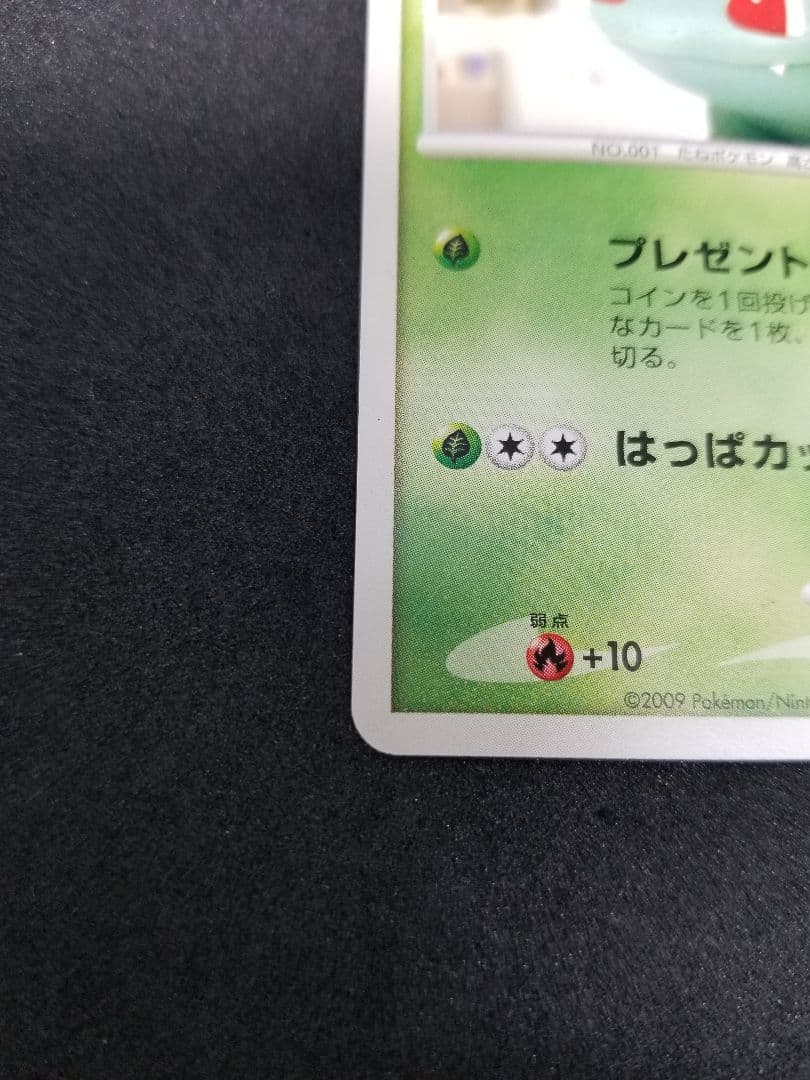 NO.001 たねポケモン 高
プレゼント
コインを1回投げ
なカードを1枚、
切る。
はっぱカッ
弱点
+10
©2009 Pokémon/Nint